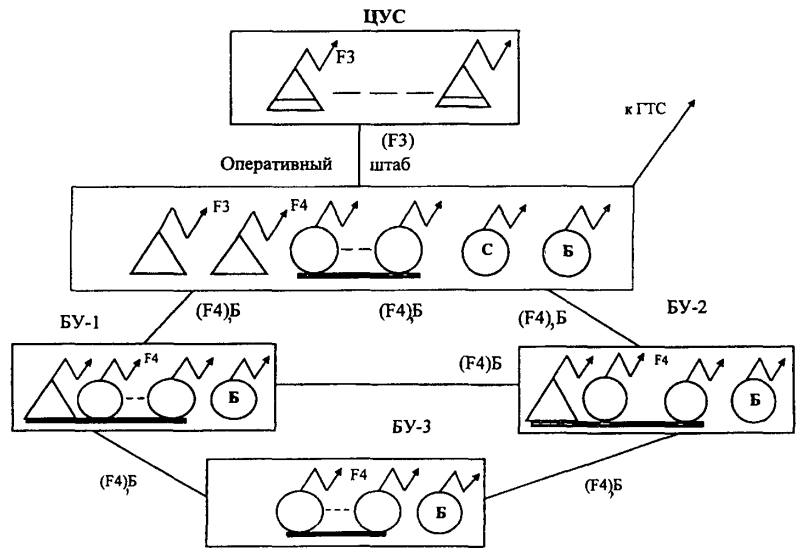 ЦУС
F3
(F3)
к ГТС
Оперативный штаб
F3
F4
С
Б
БУ-1
(F4),Б
(F4),Б
(F4),Б
БУ-2
F4
Б
(F4)Б
F4
Б
БУ-3
(F4),Б
F4
Б
(F4),Б